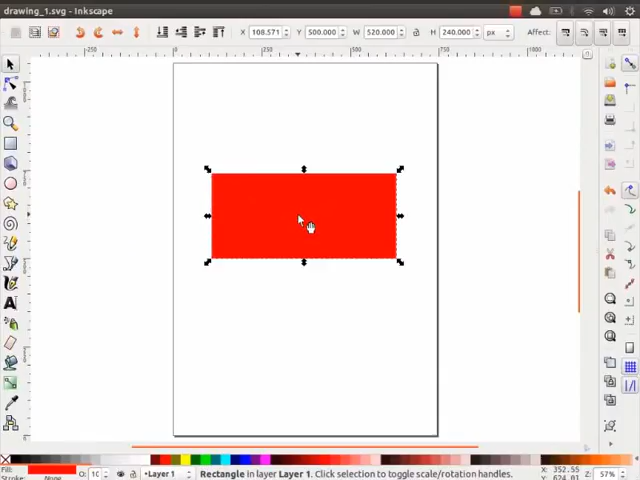 drawing_1.svg - Inkscape
X 108.571 Y 500.000 W 520.000 H 240.000 px Affect:
-250 0 250 500 750 1000
Fill:
Stroke: None
O:
Layer 1
Rectangle in layer Layer 1. Click selection to toggle scale/rotation handles.
X: 352.55
Y: 624.01
Z: 57%